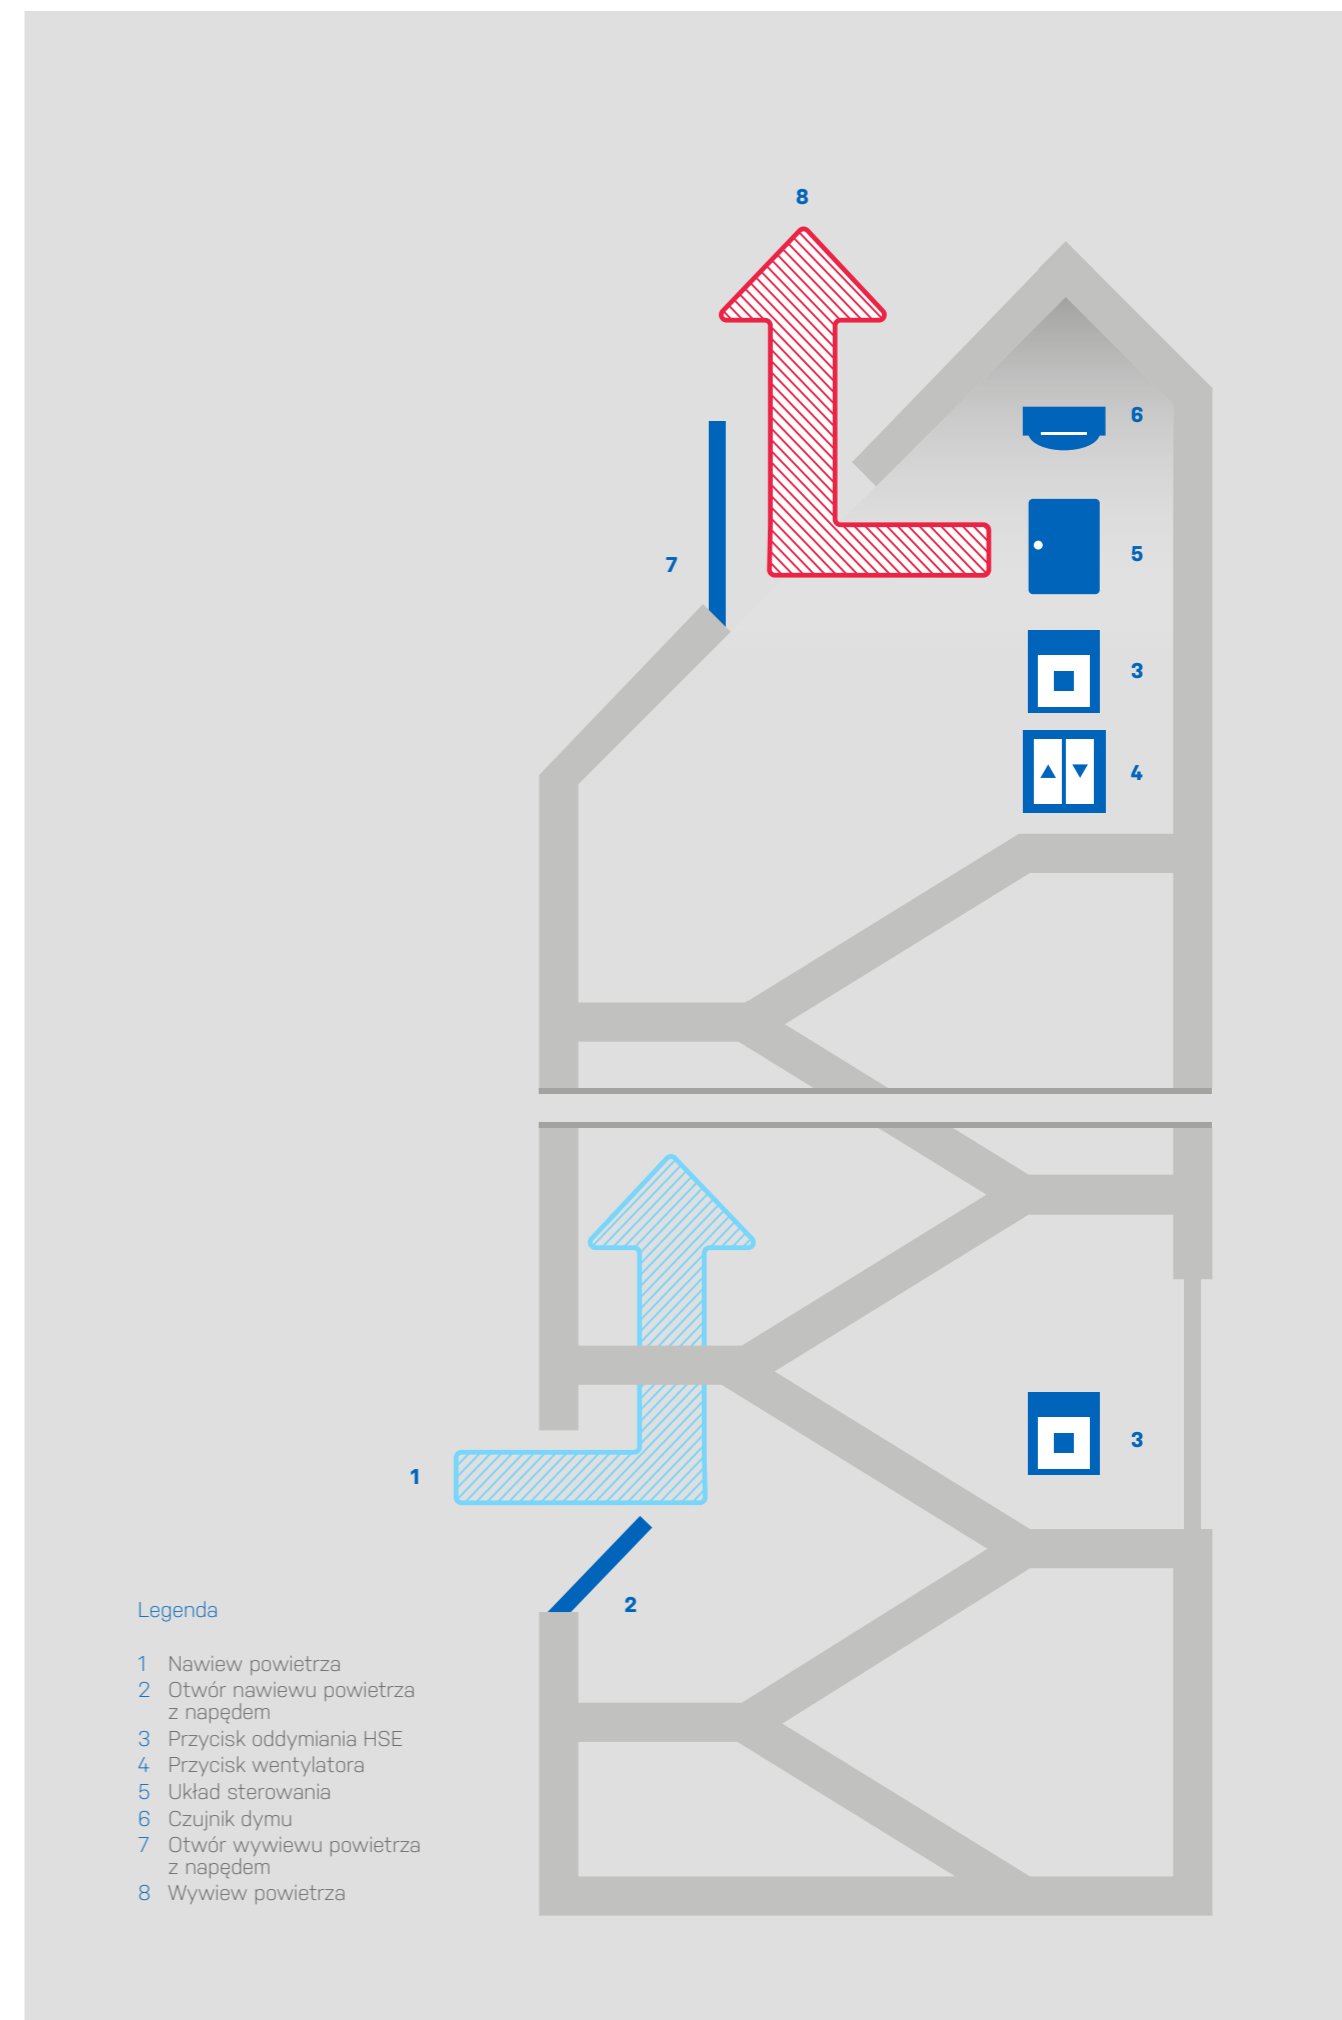 8
6
7
5
3
4
3
1
2
Legenda
1 Nawiew powietrza
2 Otwór nawiewu powietrza
z napędem
3 Przycisk oddymiania HSE
4 Przycisk wentylatora
5 Układ sterowania
6 Czujnik dymu
7 Otwór wywiewu powietrza
z napędem
8 Wywiew powietrza